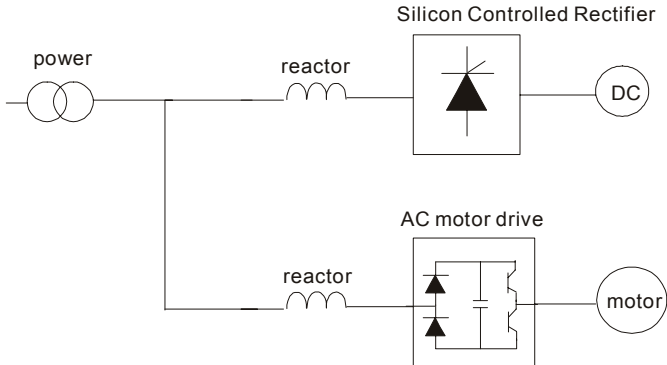 Silicon Controlled Rectifier
power
reactor
DC
AC motor drive
reactor
motor